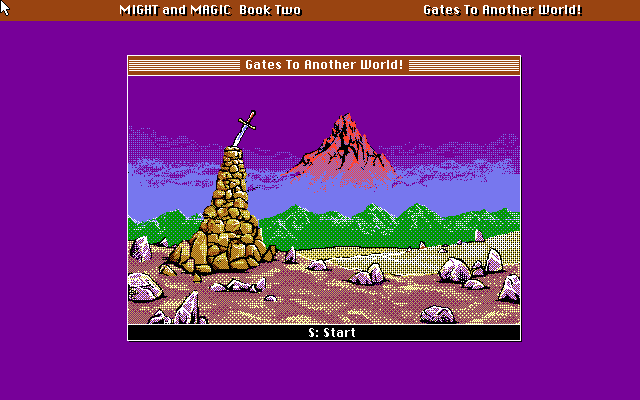 MIGHT and MAGIC Book Two
Gates To Another World!
Gates To Another World!
S: Start